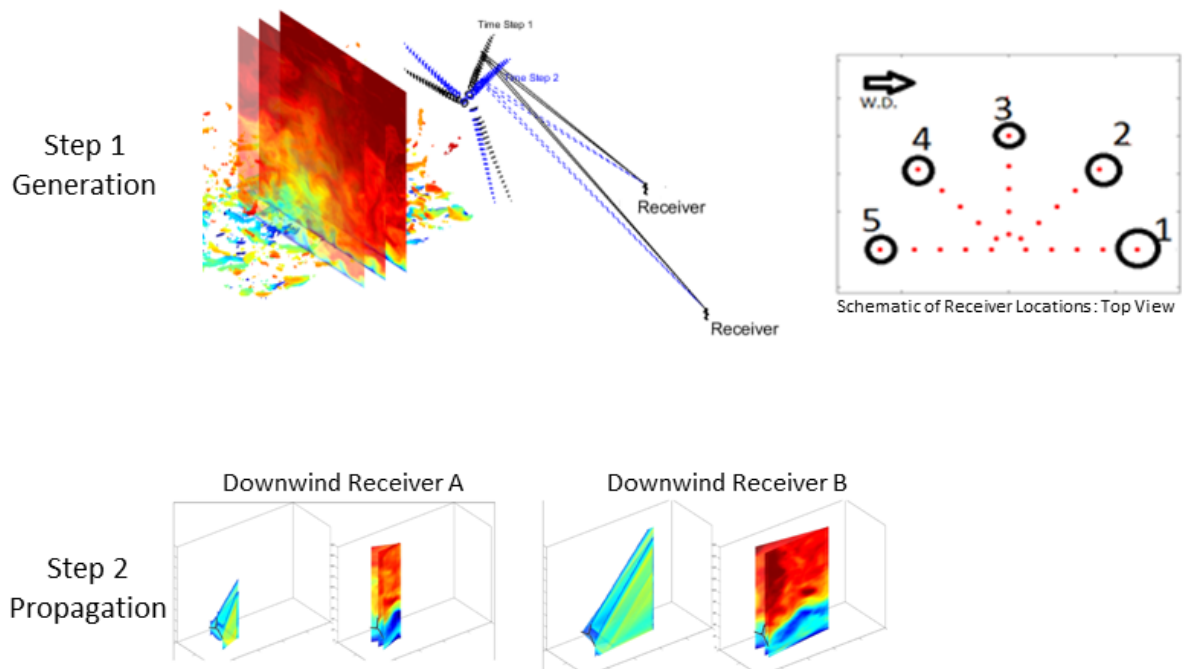 Step 1
Generation
Time Step 1
Time Step 2
Receiver
Receiver
W.D.
3
4
2
5
1
Schematic of Receiver Locations: Top View
Downwind Receiver A
Downwind Receiver B
Step 2
Propagation